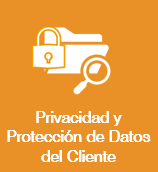 Privacidad y
Protección de Datos
del Cliente